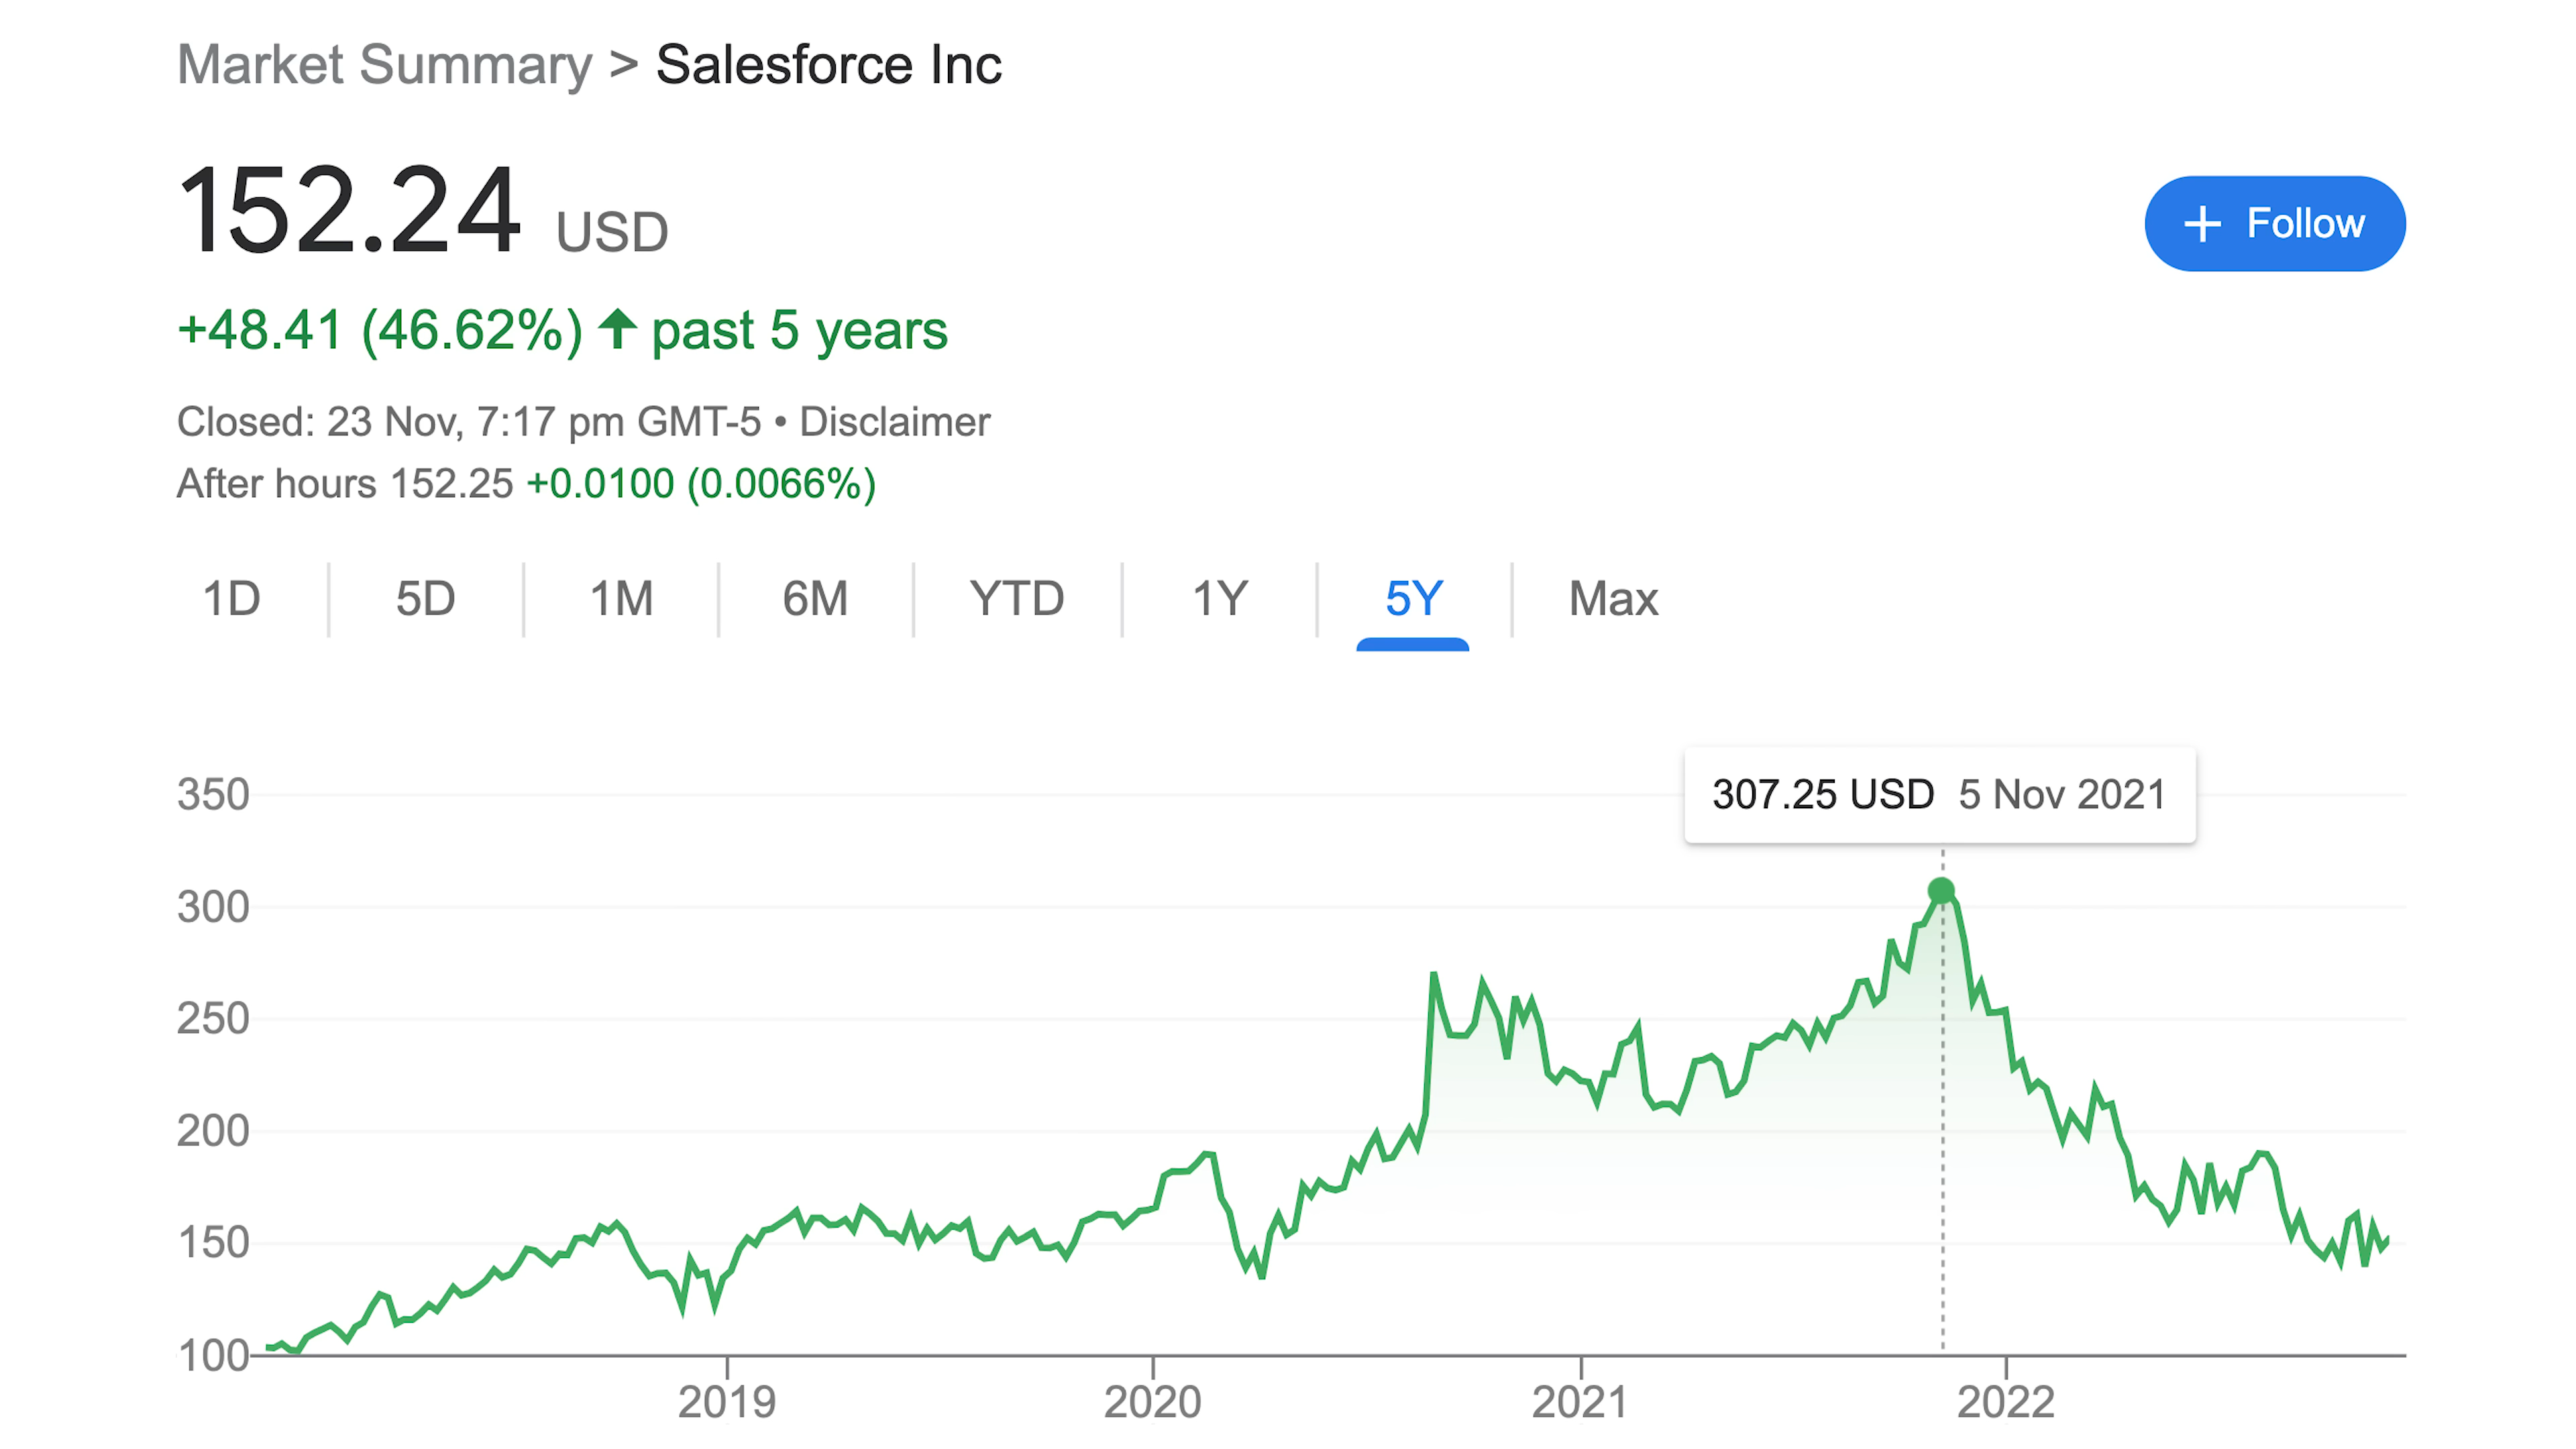 Market Summary > Salesforce Inc
152.24 USD
+ Follow
+48.41 (46.62%) ↑ past 5 years
Closed: 23 Nov, 7:17 pm GMT-5 • Disclaimer
After hours 152.25 +0.0100 (0.0066%)
1D 5D 1M 6M YTD 1Y 5Y Max
307.25 USD 5 Nov 2021
350
300
250
200
150
100
2019 2020 2021 2022